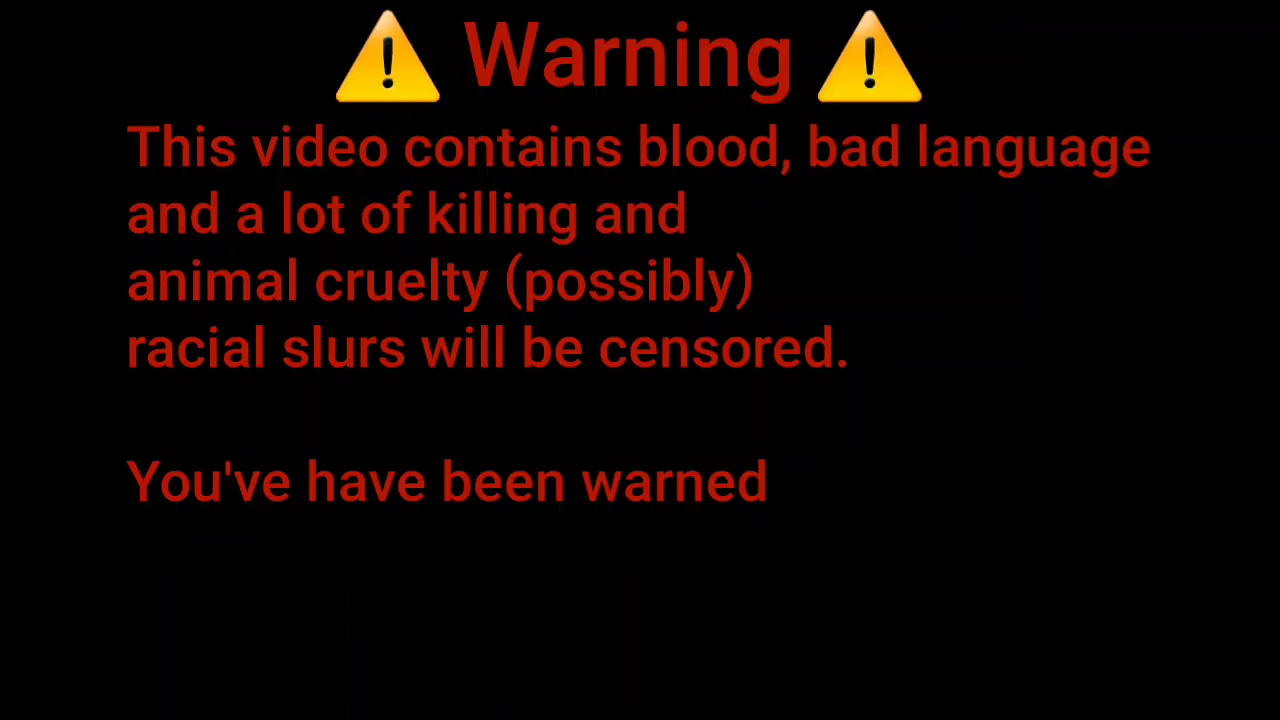 ⚠️ Warning ⚠️
This video contains blood, bad language
and a lot of killing and
animal cruelty (possibly)
racial slurs will be censored.
You've have been warned